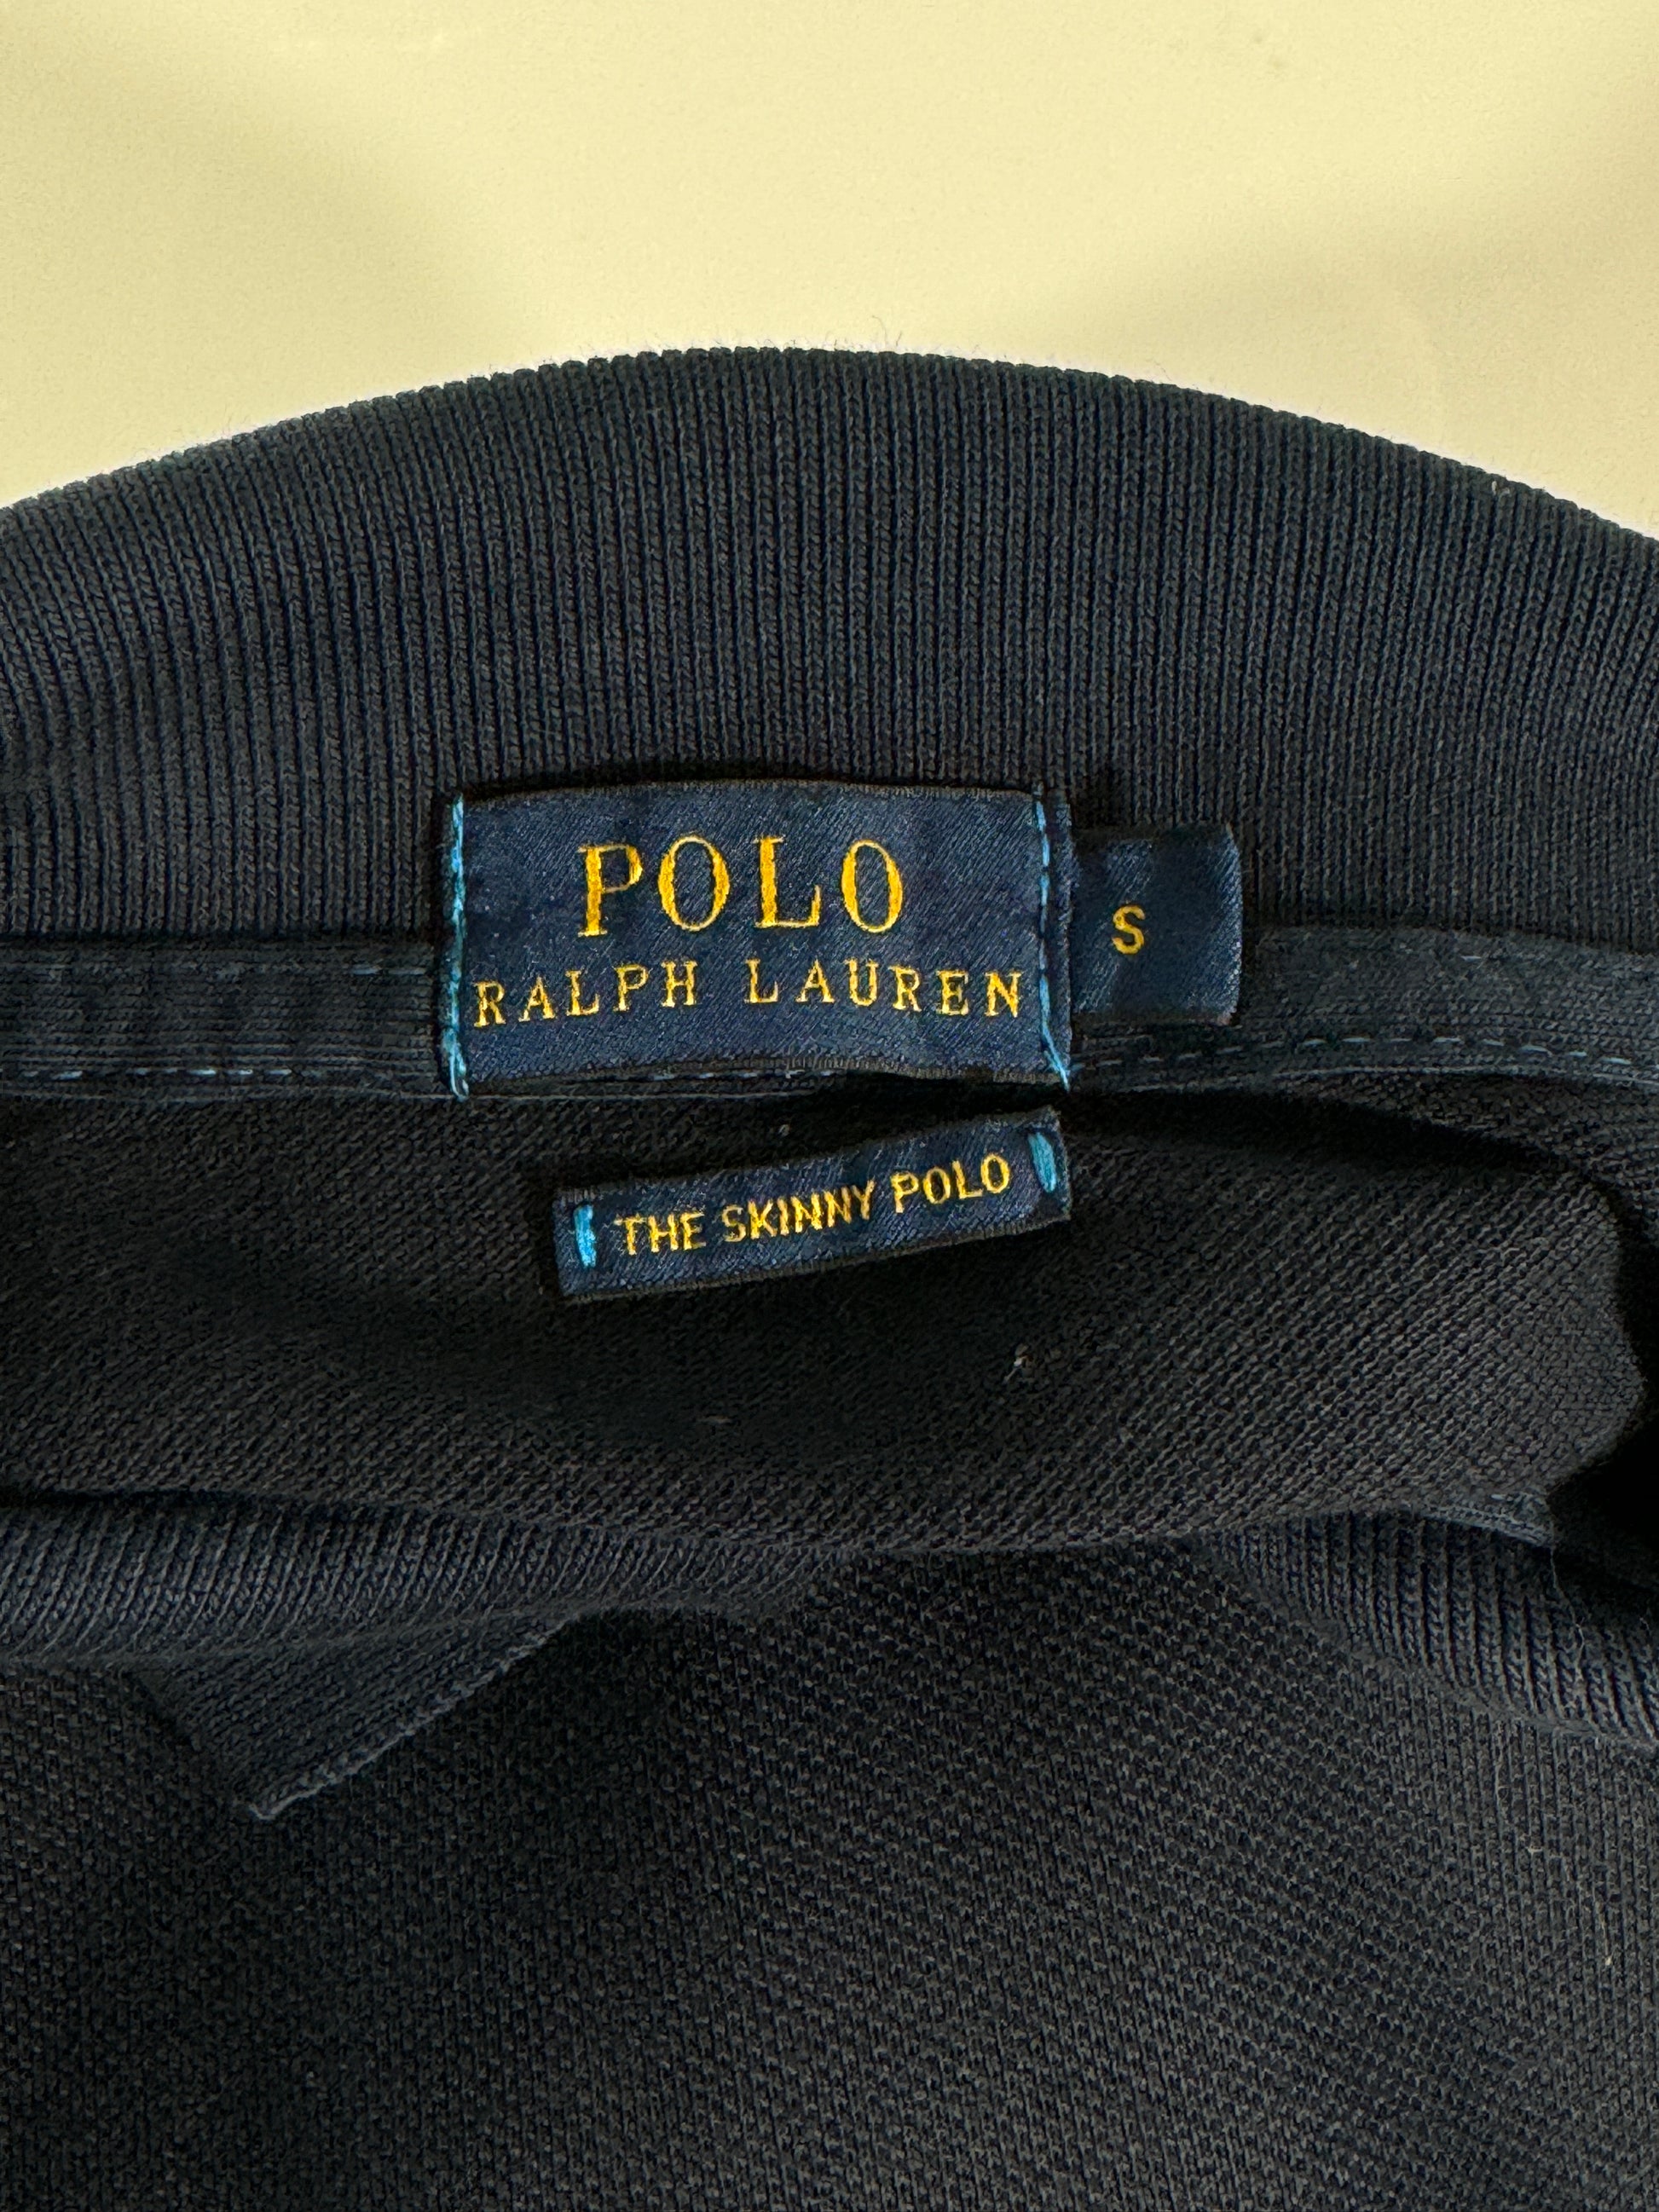 POLO
RALPH LAUREN
S
THE SKINNY POLO